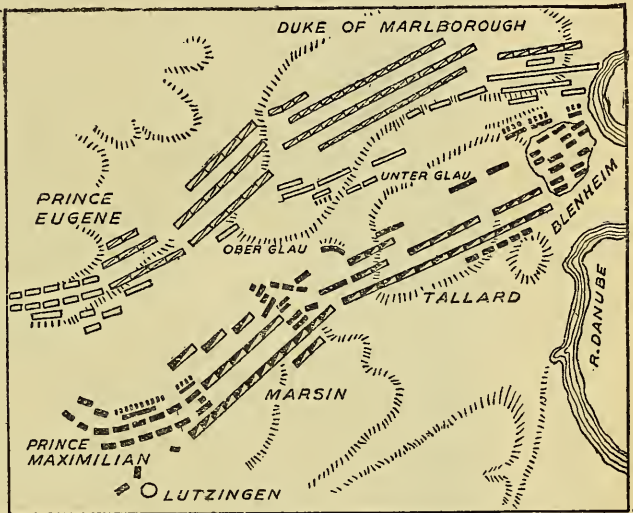 DUKE OF MARLBOROUGH
PRINCE
EUGENE
UNTER GLAU
OBER GLAU
BLENHEIM
TALLARD
R. DANUBE
MARSIN
PRINCE
MAXIMILIAN
LUTZINGEN